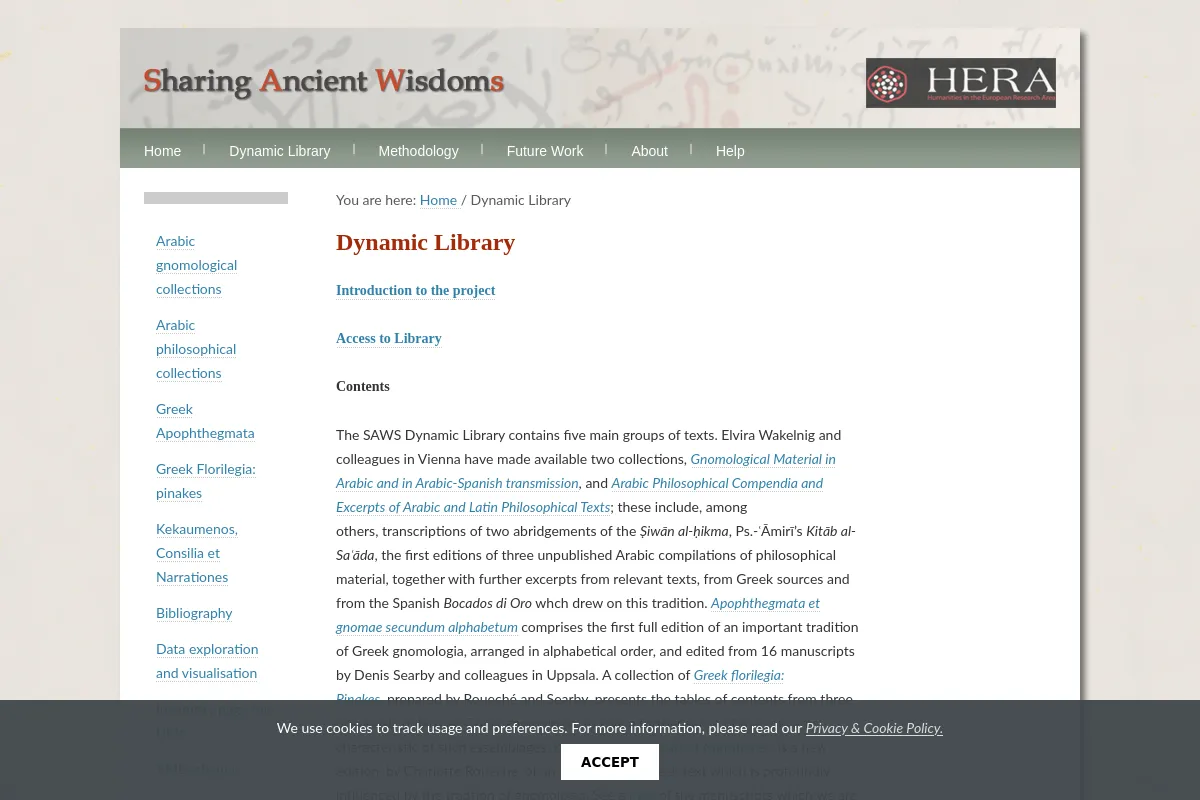 Sharing Ancient Wisdoms
HERA
Humanities in the European Research Area
Home
Dynamic Library
Methodology
Future Work
About
Help
You are here: Home / Dynamic Library
Arabic
gnomological
collections
Arabic
philosophical
collections
Greek
Apophthegmata
Greek Florilegia:
pinakes
Kekaumenos,
Consilia et
Narrationes
Bibliography
Data exploration
and visualisation
Dynamic Library
Introduction to the project
Access to Library
Contents
The SAWS Dynamic Library contains five main groups of texts. Elvira Wakelnig and
colleagues in Vienna have made available two collections, Gnomological Material in
Arabic and in Arabic-Spanish transmission, and Arabic Philosophical Compendia and
Excerpts of Arabic and Latin Philosophical Texts; these include, among
others, transcriptions of two abridgements of the Ṣiwān al-ḥikma, Ps.-ʿĀmirī's Kitāb al-
Saʿāda, the first editions of three unpublished Arabic compilations of philosophical
material, together with further excerpts from relevant texts, from Greek sources and
from the Spanish Bocados di Oro whch drew on this tradition. Apophthegmata et
gnomae secundum alphabetum comprises the first full edition of an important tradition
of Greek gnomologia, arranged in alphabetical order, and edited from 16 manuscripts
by Denis Searby and colleagues in Uppsala. A collection of Greek florilegia:
Pinakes, prepared by Roueché and Searby, presents the tables of contents from three
We use cookies to track usage and preferences. For more information, please read our Privacy & Cookie Policy.
ACCEPT